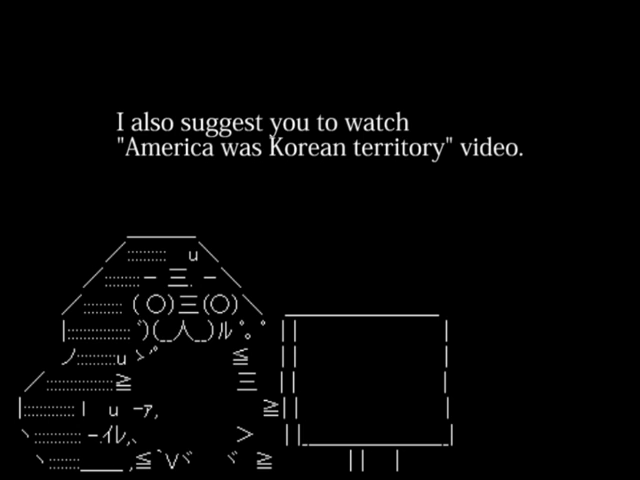 I also suggest you to watch
"America was Korean territory" video.